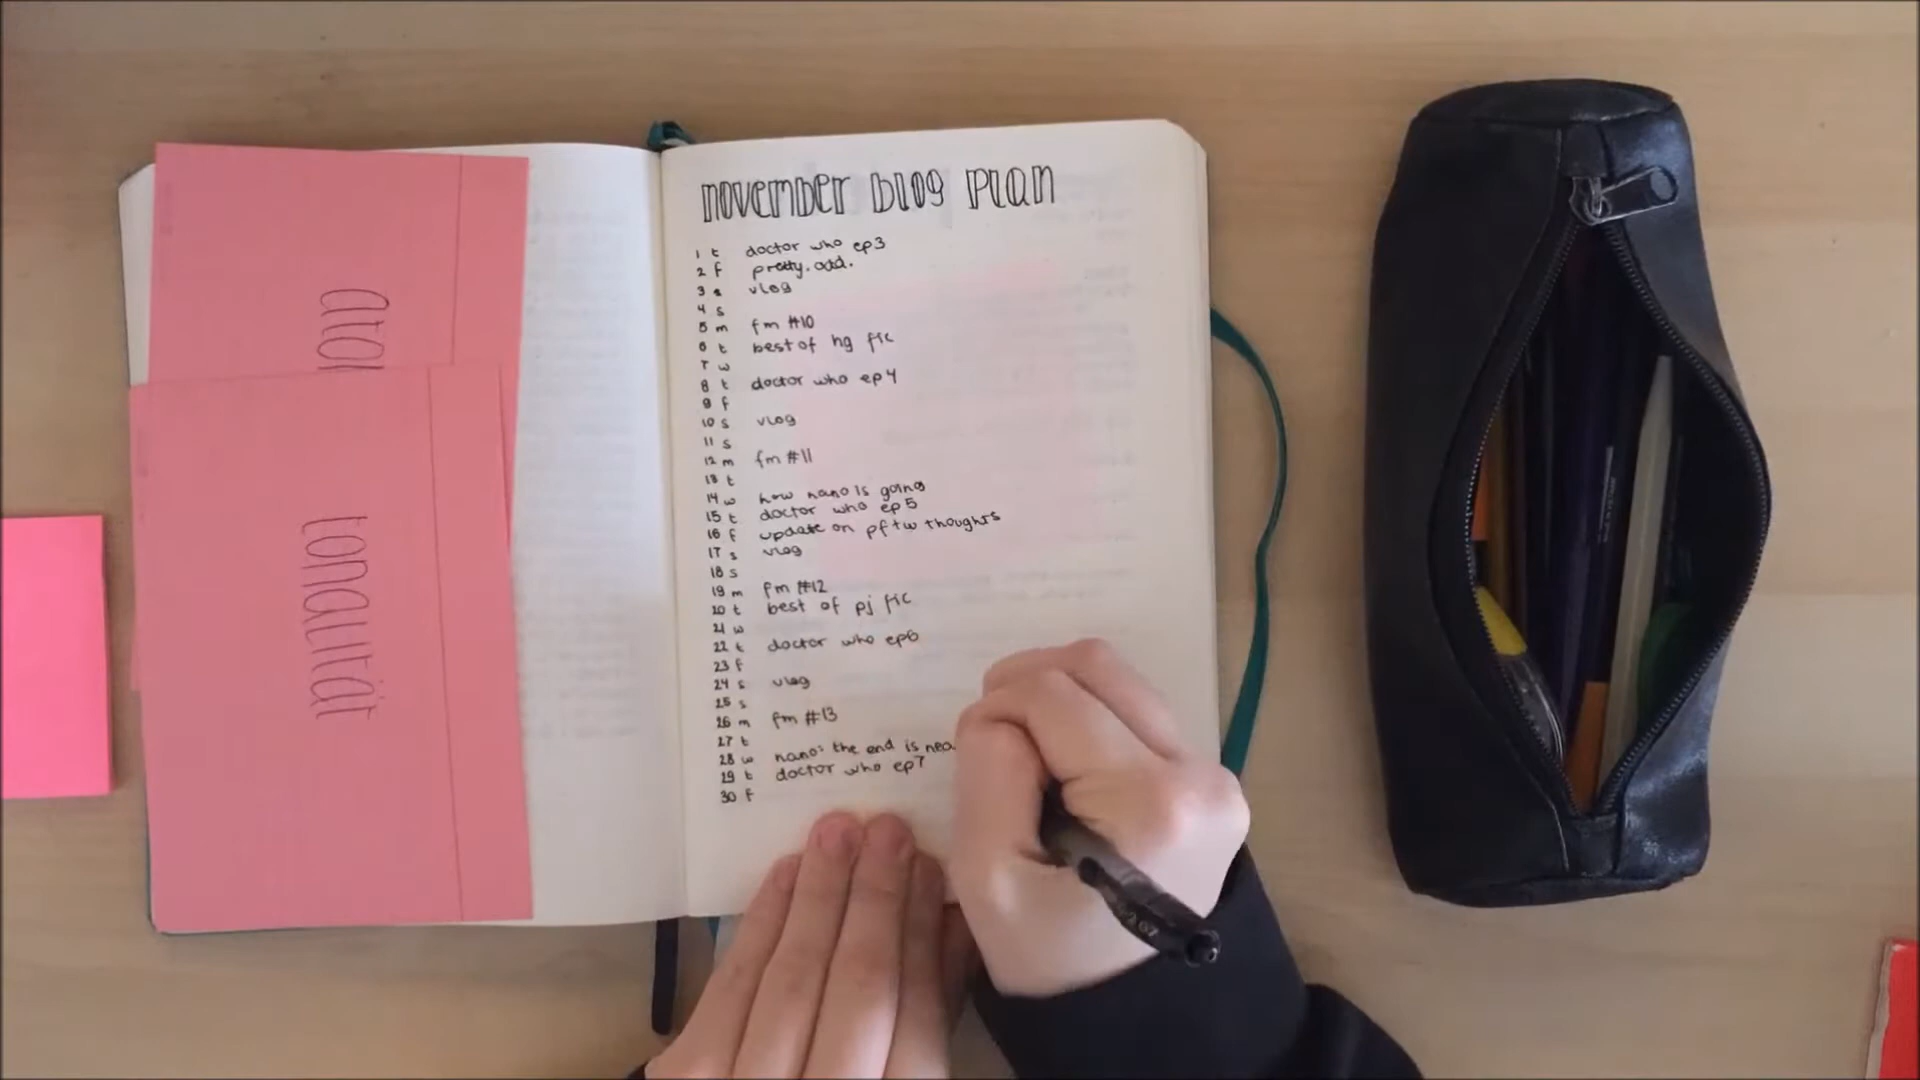 ato
tonalität
november blog plan
1 t doctor who ep3
2 f pretty. odd.
3 s vlog
4 s
5 m fm #10
6 t best of hg fic
7 w
8 t doctor who ep4
9 f
10 s vlog
11 s
12 m fm #11
13 t
14 w how nano is going
15 t doctor who ep5
16 f update on pftw thoughts
17 s vlog
18 s
19 m fm #12
20 t best of pj fic
21 w
22 t doctor who ep6
23 f
24 s vlog
25 s
26 m fm #13
27 t
28 w nano: the end is nea
29 t doctor who ep7
30 f